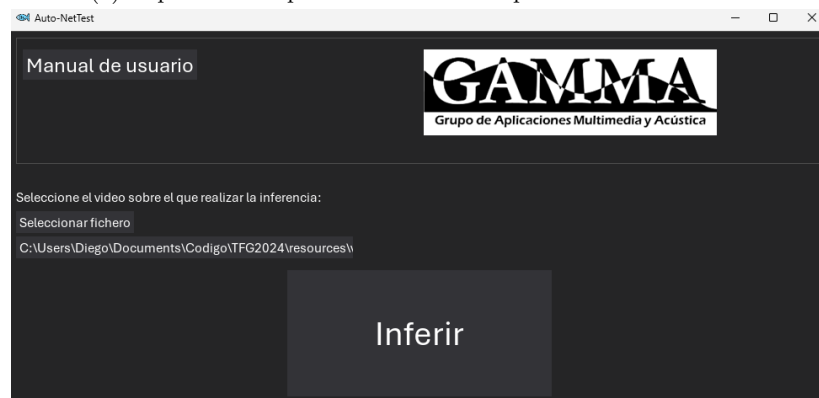 Auto-NetTest
Manual de usuario
GAMMA
Grupo de Aplicaciones Multimedia y Acústica
Seleccione el video sobre el que realizar la inferencia:
Seleccionar fichero
C:\Users\Diego\Documents\Codigo\TFG2024\resources\\
Inferir